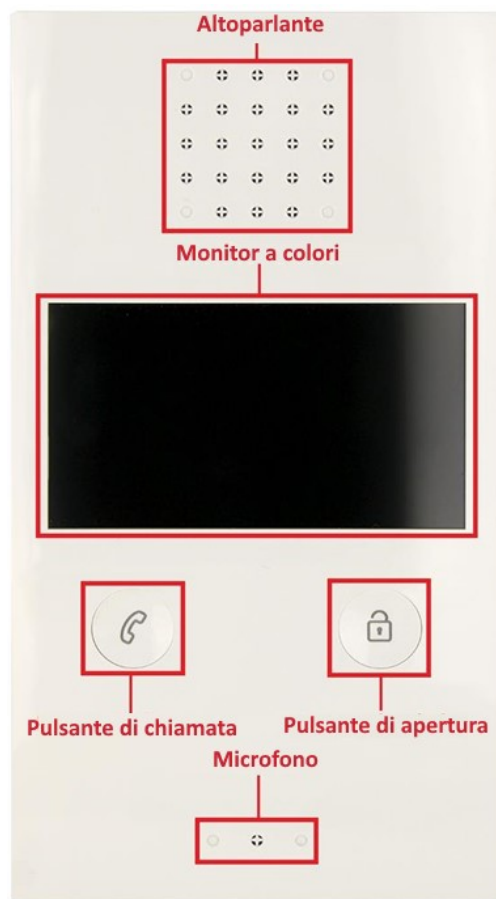 Altoparlante
Monitor a colori
Pulsante di chiamata
Pulsante di apertura
Microfono